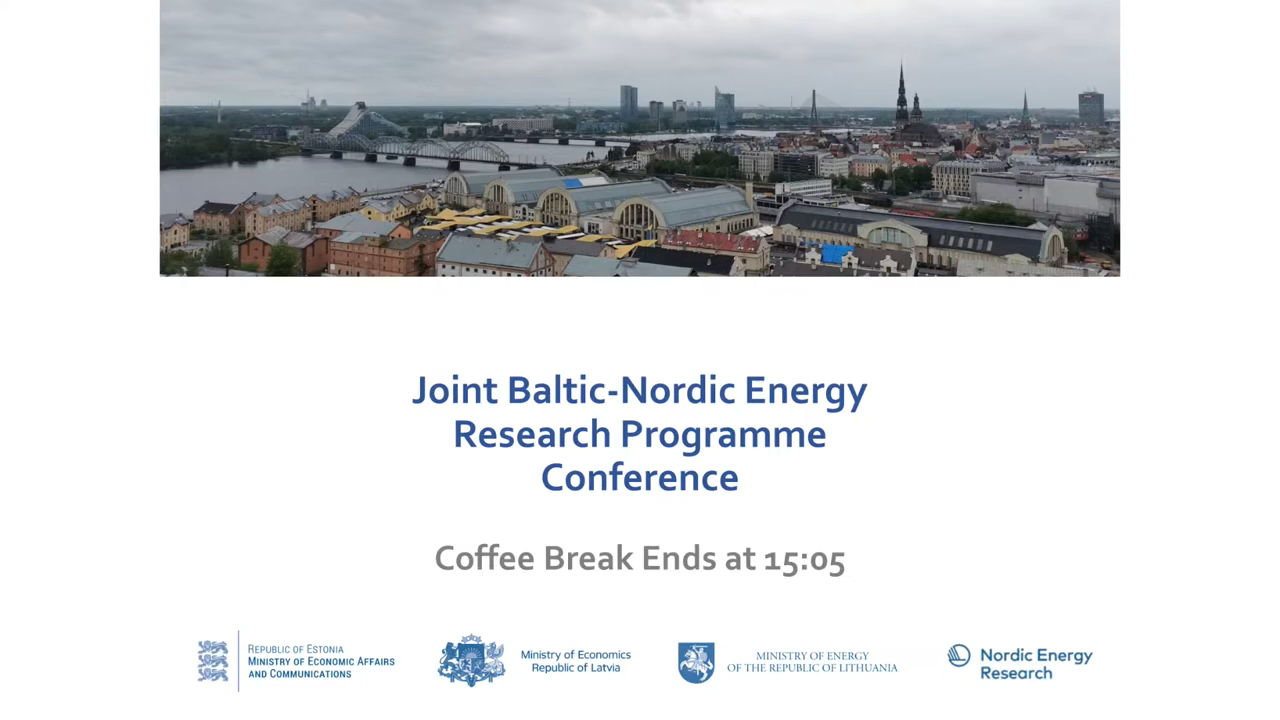 Joint Baltic-Nordic Energy
Research Programme
Conference
Coffee Break Ends at 15:05
REPUBLIC OF ESTONIA
MINISTRY OF ECONOMIC AFFAIRS
AND COMMUNICATIONS
Ministry of Economics
Republic of Latvia
MINISTRY OF ENERGY
OF THE REPUBLIC OF LITHUANIA
Nordic Energy
Research